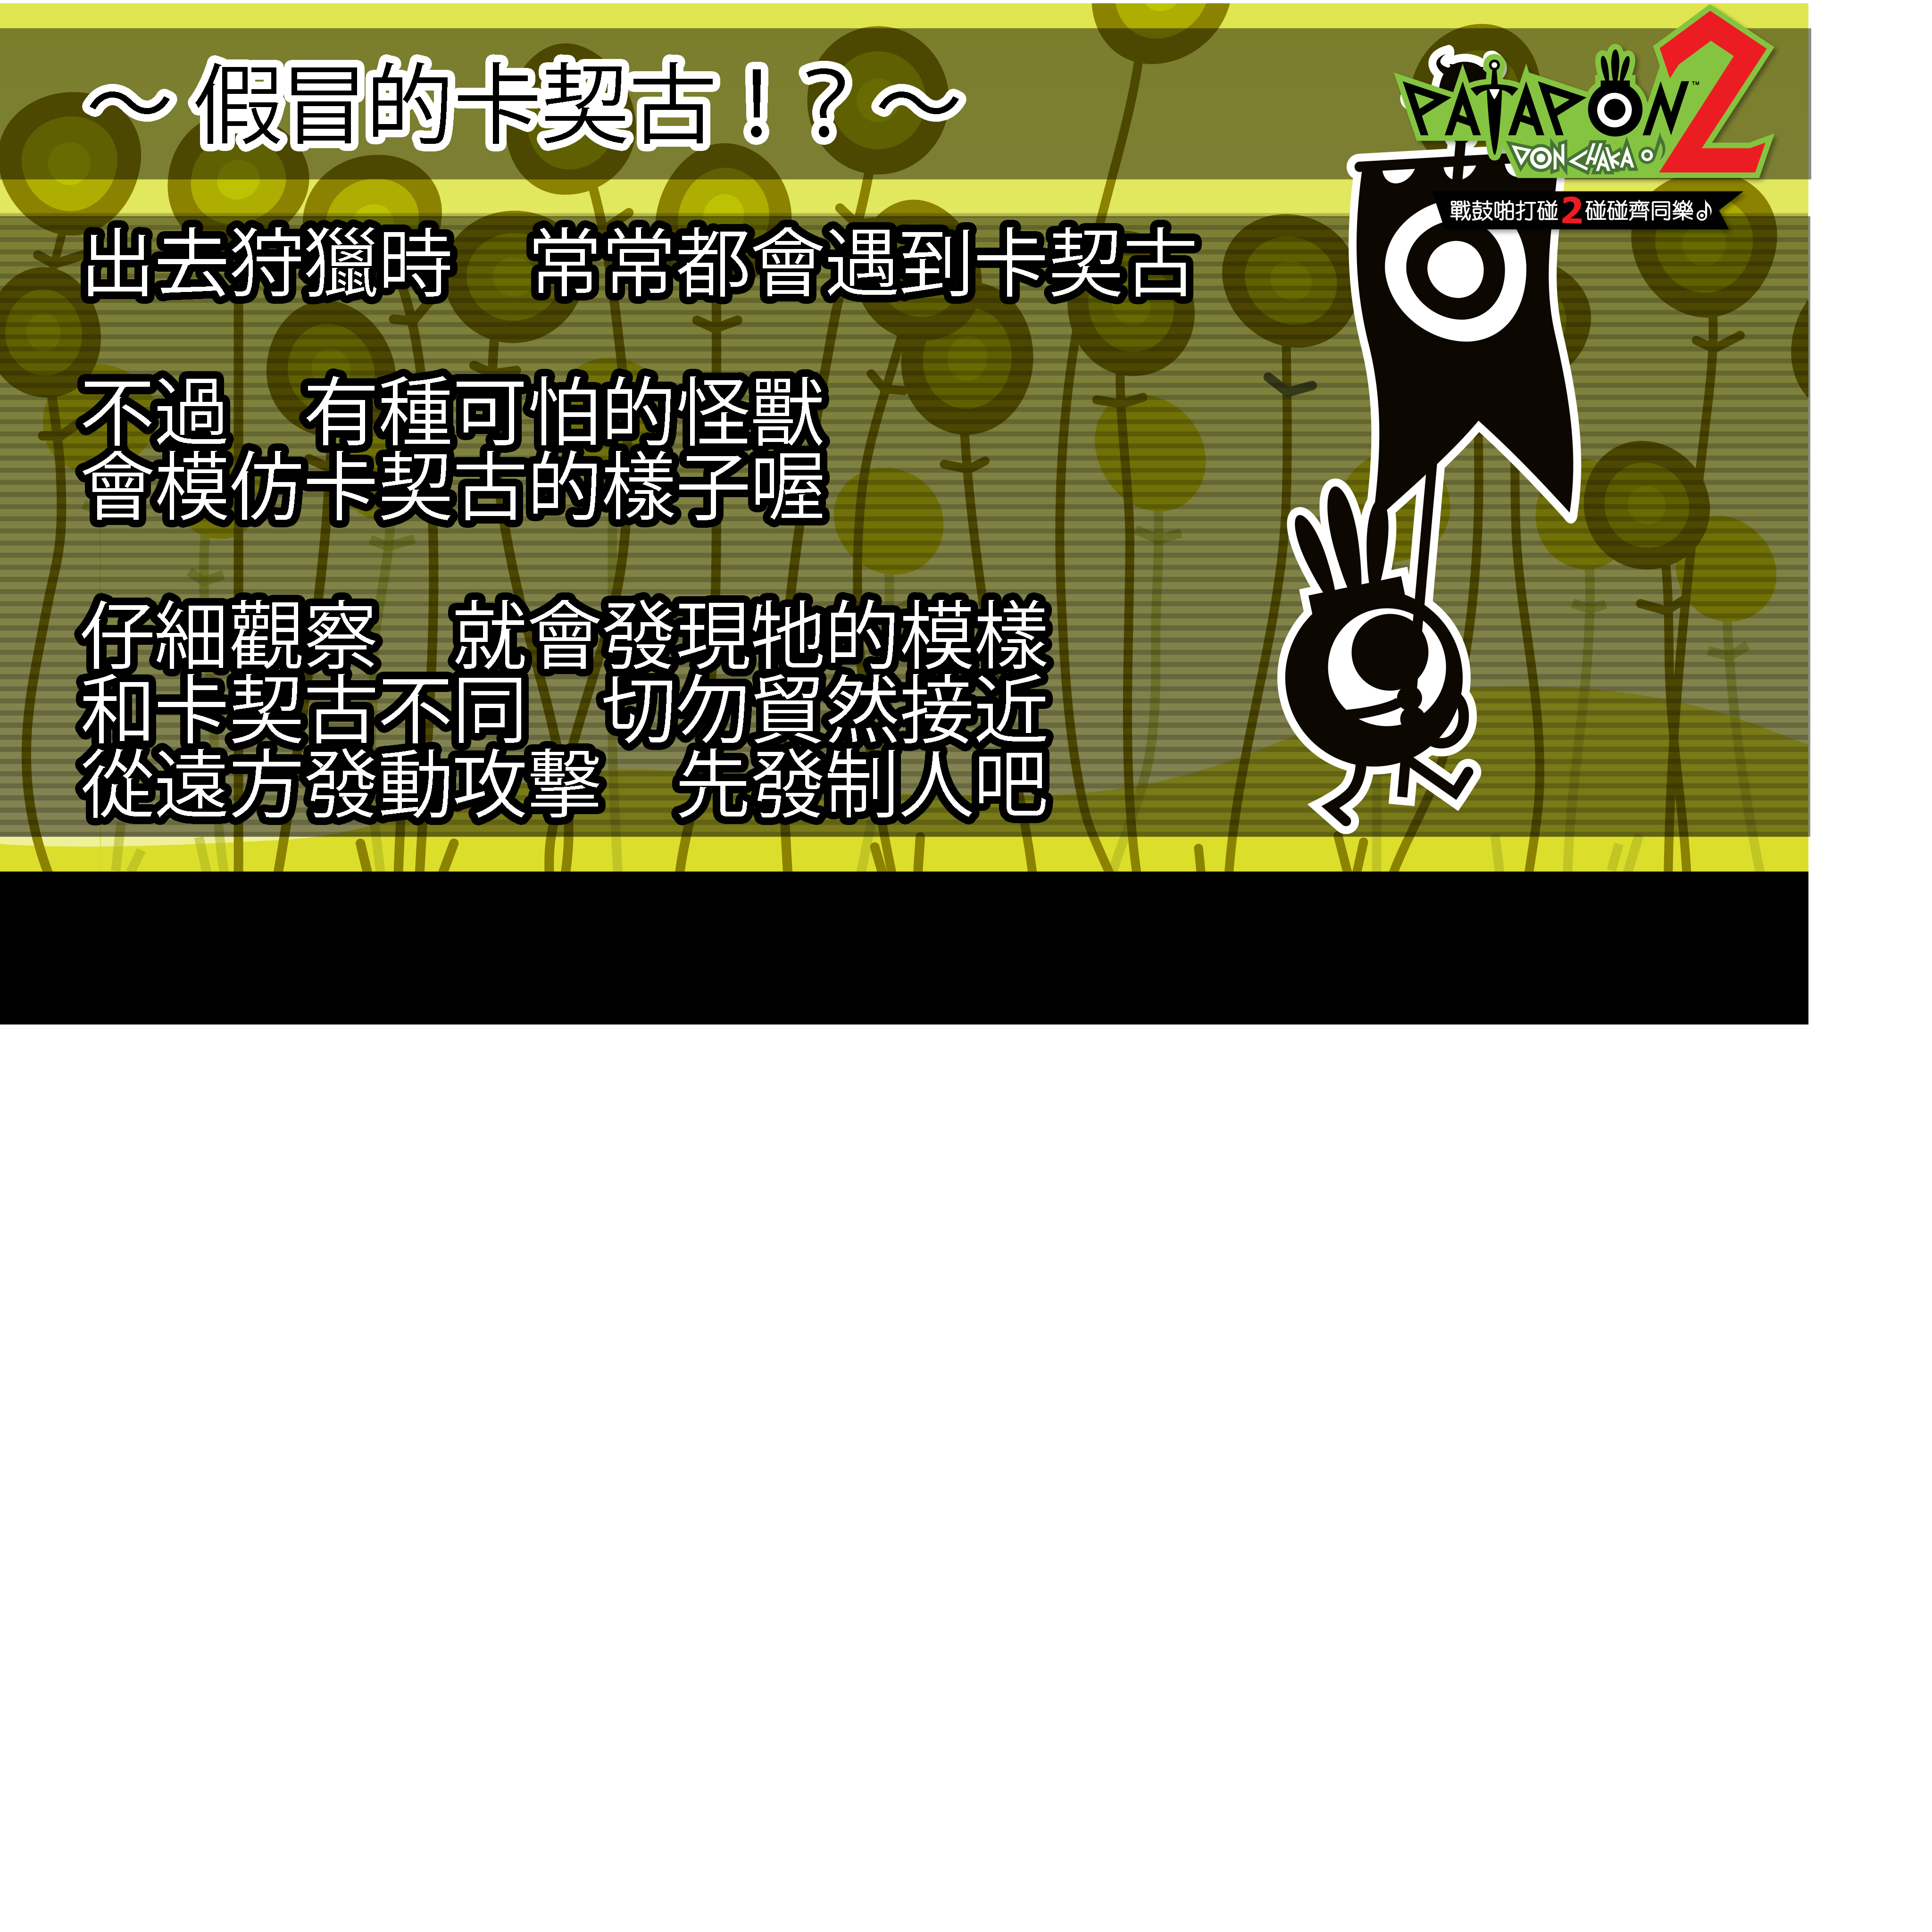 ～假冒的卡契古！？～
PATAPON 2™
DON CHAKA♪
戰鼓啪打碰2碰碰齊同樂♪
出去狩獵時　常常都會遇到卡契古
不過　有種可怕的怪獸
會模仿卡契古的樣子喔
仔細觀察　就會發現牠的模樣
和卡契古不同　切勿貿然接近
從遠方發動攻擊　先發制人吧